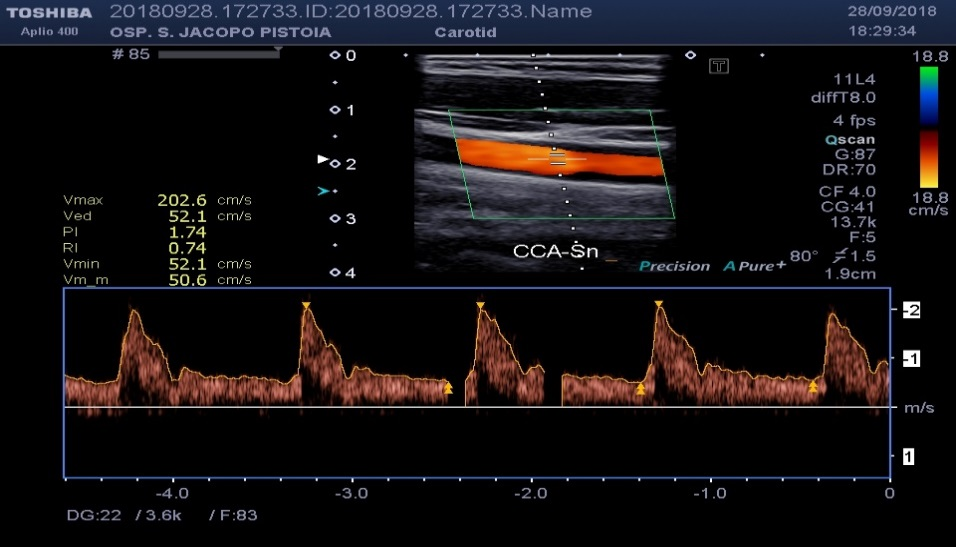 TOSHIBA 20180928.172733.ID:20180928.172733.Name 28/09/2018
Aplio 400 OSP. S. JACOPO PISTOIA Carotid 18:29:34
# 85
0
1
2
3
4
T
18.8
11L4
diffT8.0
4 fps
Qscan
G:87
DR:70
CF 4.0
18.8
CG:41
cm/s
13.7k
F:5
80° 1.5
1.9cm
CCA-Sn _
Precision A Pure+
Vmax 202.6 cm/s
Ved 52.1 cm/s
PI 1.74
RI 0.74
Vmin 52.1 cm/s
Vm_m 50.6 cm/s
-2
-1
m/s
1
-4.0 -3.0 -2.0 -1.0 0
DG:22 / 3.6k / F:83